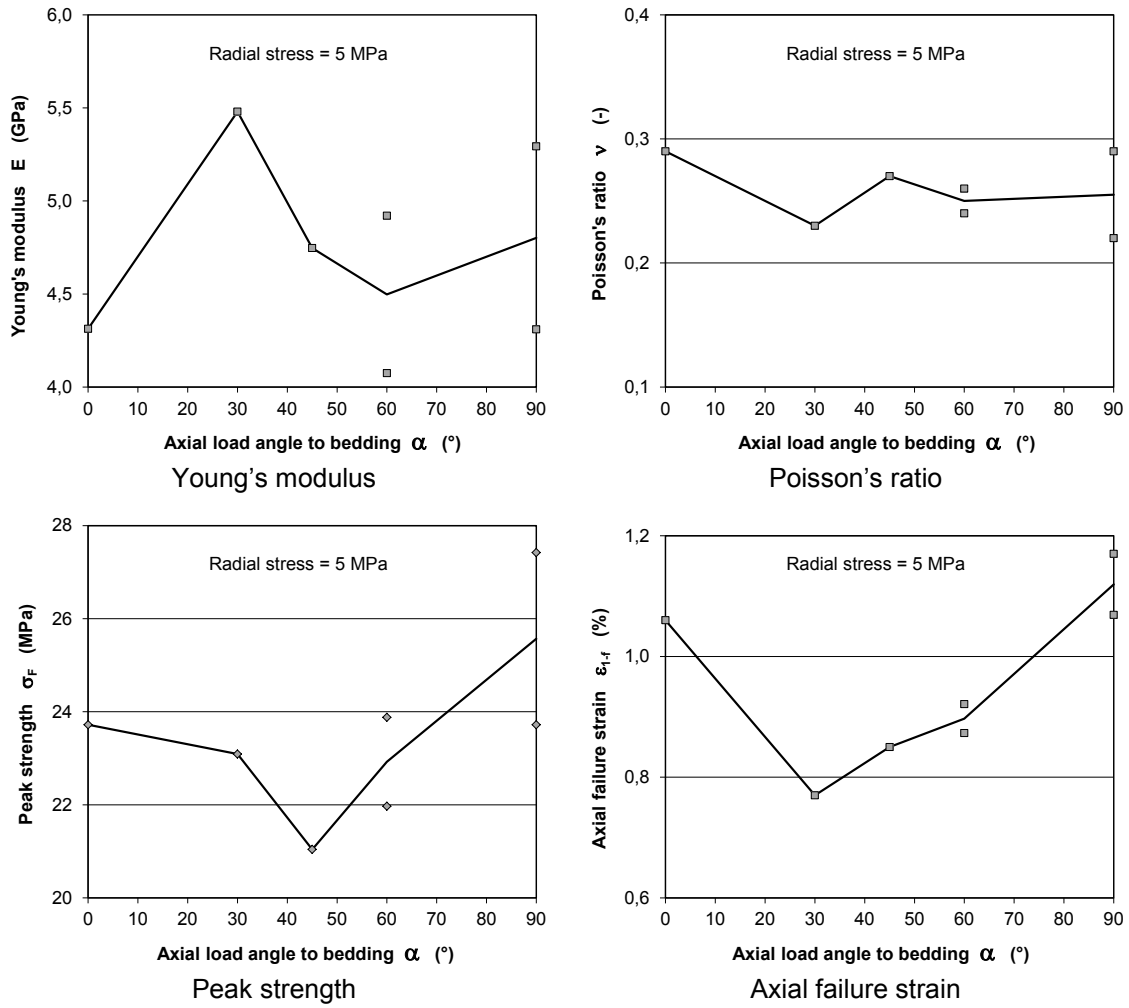 6,0
5,5
5,0
4,5
4,0
Young's modulus E (GPa)
Radial stress = 5 MPa
0 10 20 30 40 50 60 70 80 90
Axial load angle to bedding α (°)
Young's modulus
0,4
0,3
0,2
0,1
Poisson's ratio ν (-)
Radial stress = 5 MPa
0 10 20 30 40 50 60 70 80 90
Axial load angle to bedding α (°)
Poisson's ratio
28
26
24
22
20
Peak strength σF (MPa)
Radial stress = 5 MPa
0 10 20 30 40 50 60 70 80 90
Axial load angle to bedding α (°)
Peak strength
1,2
1,0
0,8
0,6
Axial failure strain ε1-f (%)
Radial stress = 5 MPa
0 10 20 30 40 50 60 70 80 90
Axial load angle to bedding α (°)
Axial failure strain